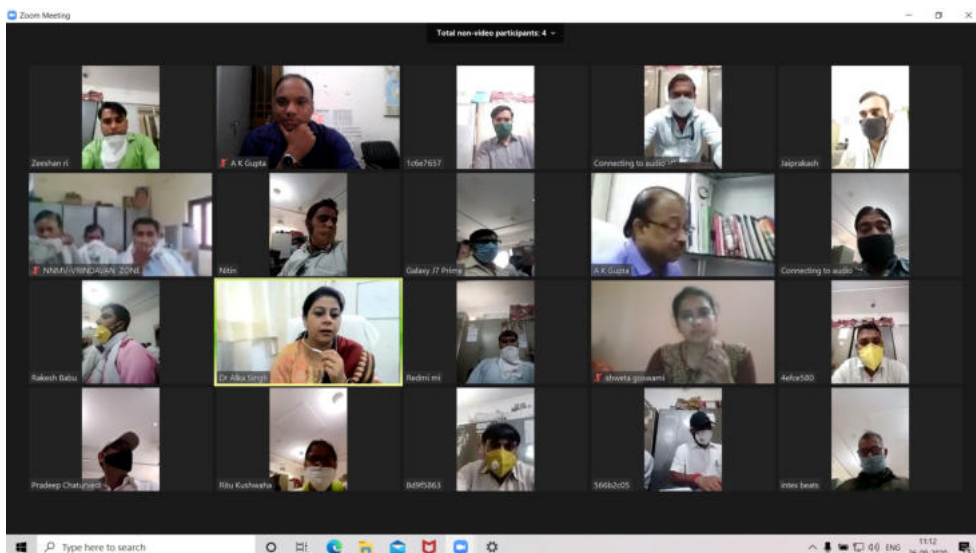 Zoom Meeting
Total non-video participants: 4
Zeeshan ri
A K Gupta
1c6e7657
Connecting to audio
Jaiprakash
NNMV-VRINDAVAN ZONE
Nitin
Galaxy J7 Prime
A K Gupta
Connecting to audio
Rakesh Babu
Dr Alka Singh
Redmi mi
shweta goswami
4efce580
Pradeep Chaturvedi
Ritu Kushwaha
8d9f5863
566b2c05
intex beats
Type here to search
ENG
11:12